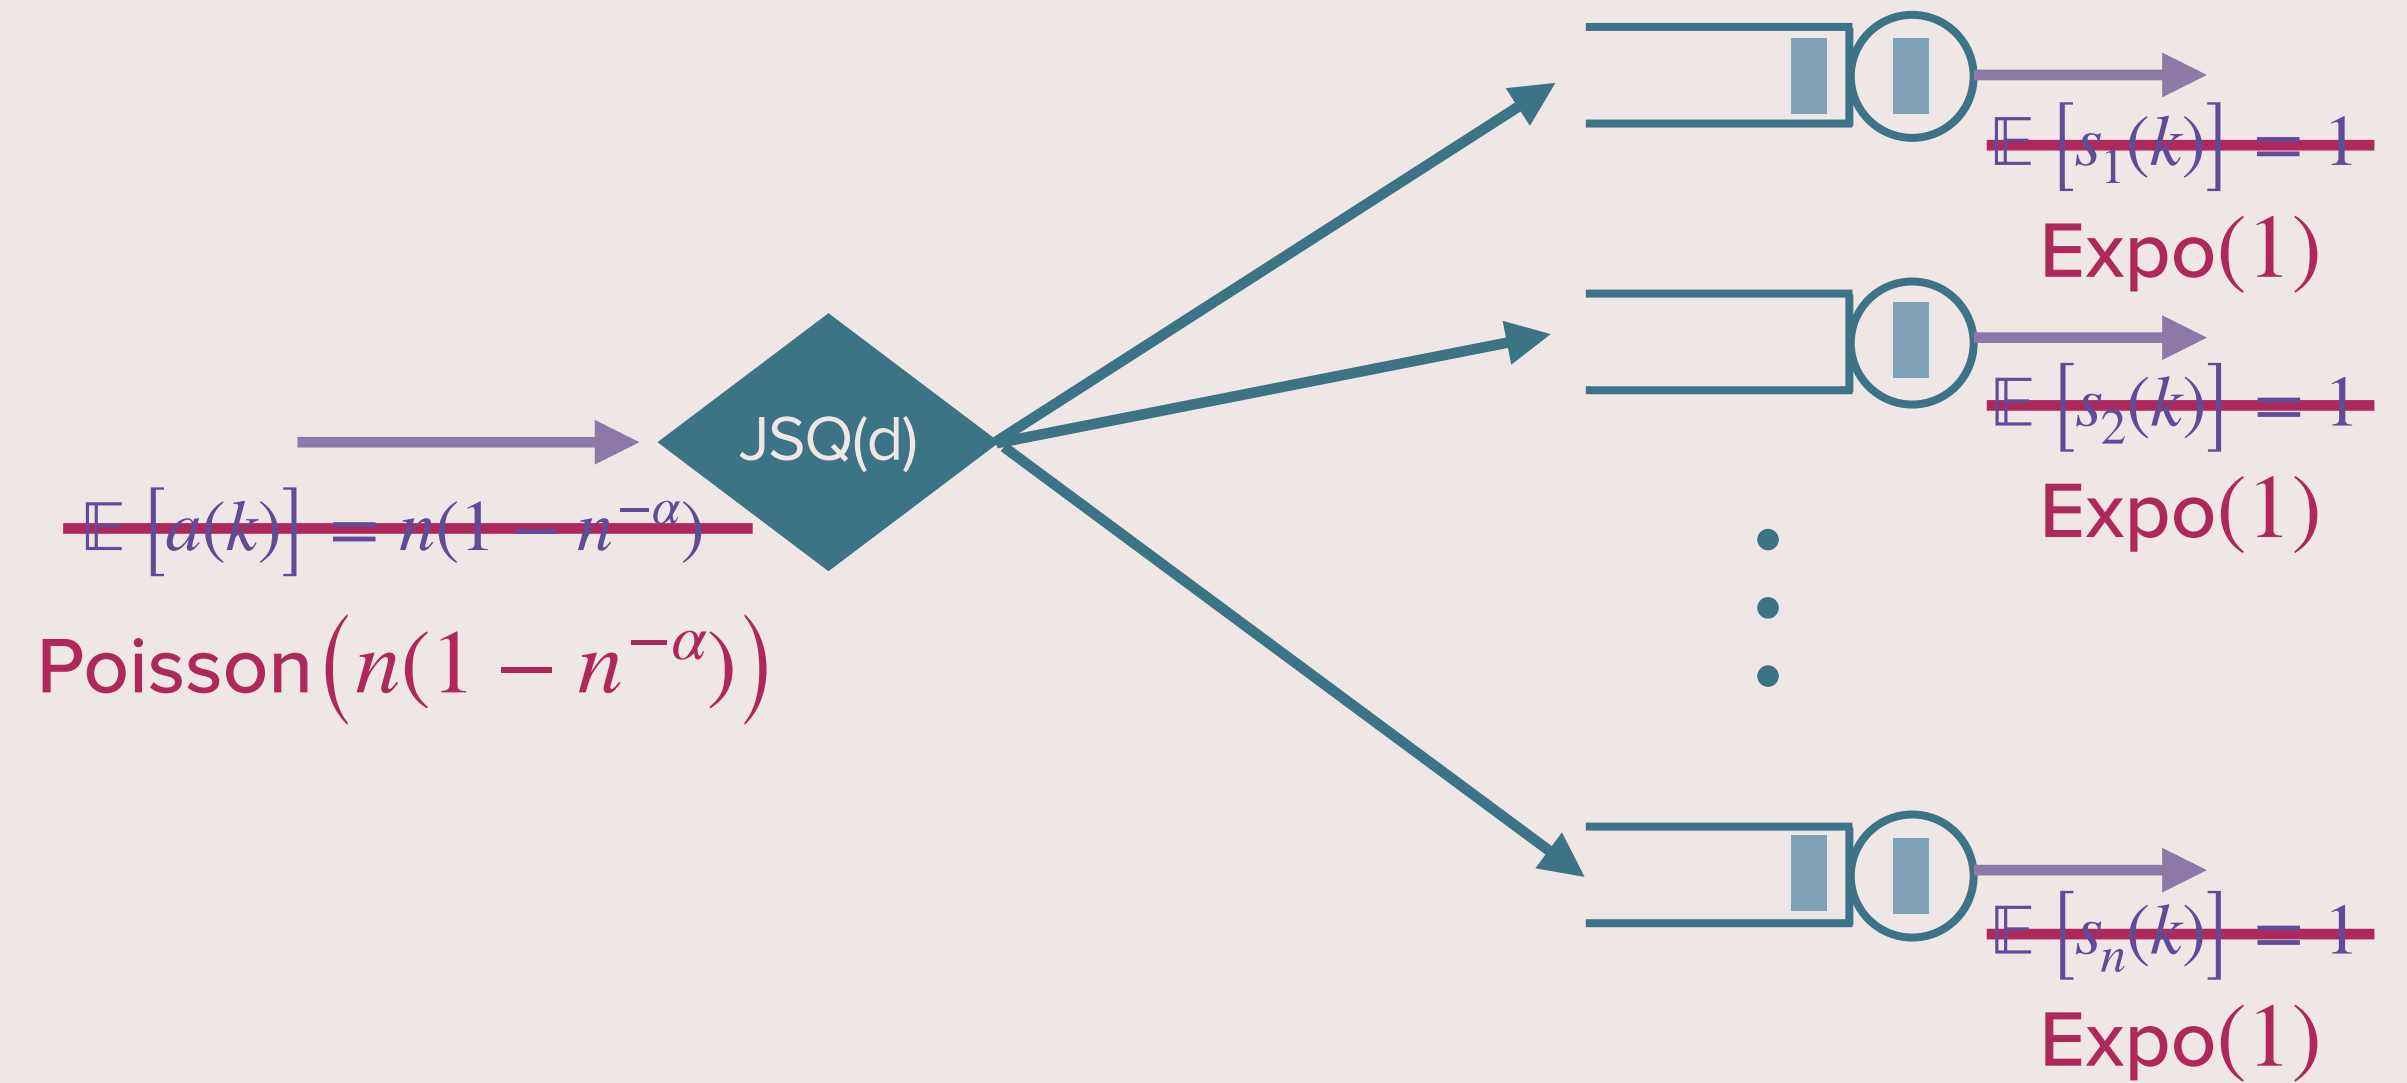 𝔼[s₁(k)] = 1
Expo(1)
𝔼[s₂(k)] = 1
Expo(1)
JSQ(d)
𝔼[a(k)] = n(1 − n^{−α})
Poisson(n(1 − n^{−α}))
𝔼[sₙ(k)] = 1
Expo(1)